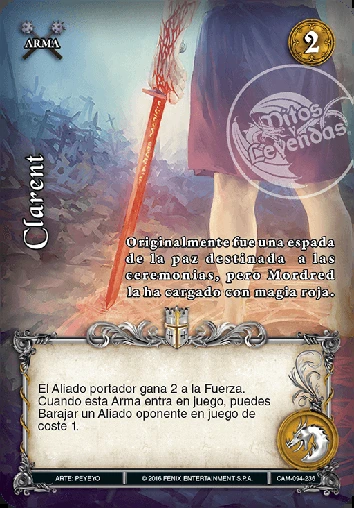 ARMA
2
Mitos y
Leyendas
Clarent
Originalmente fue una espada
de la paz destinada a las
ceremonias, pero Mordred
la ha cargado con magia roja.
El Aliado portador gana 2 a la Fuerza.
Cuando esta Arma entra en juego, puedes
Barajar un Aliado oponente en juego de
coste 1.
ARTE: PEYEYO
© 2016 FENIX ENTERTAINMENT S.P.A.
CAM-094-236